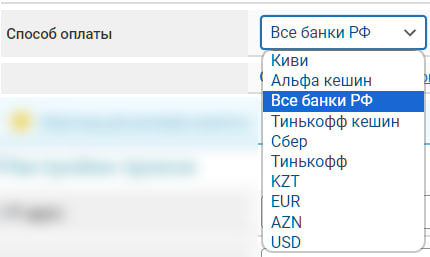 Способ оплаты
Все банки РФ
Киви
Альфа кешин
Все банки РФ
Тинькофф кешин
Сбер
Тинькофф
KZT
EUR
AZN
USD